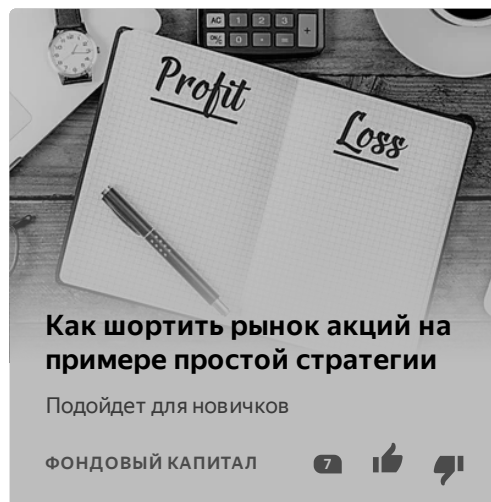 AC 1 2 3
% 0 . = +
Profit
Loss
Как шортить рынок акций на
примере простой стратегии
Подойдет для новичков
ФОНДОВЫЙ КАПИТАЛ
7